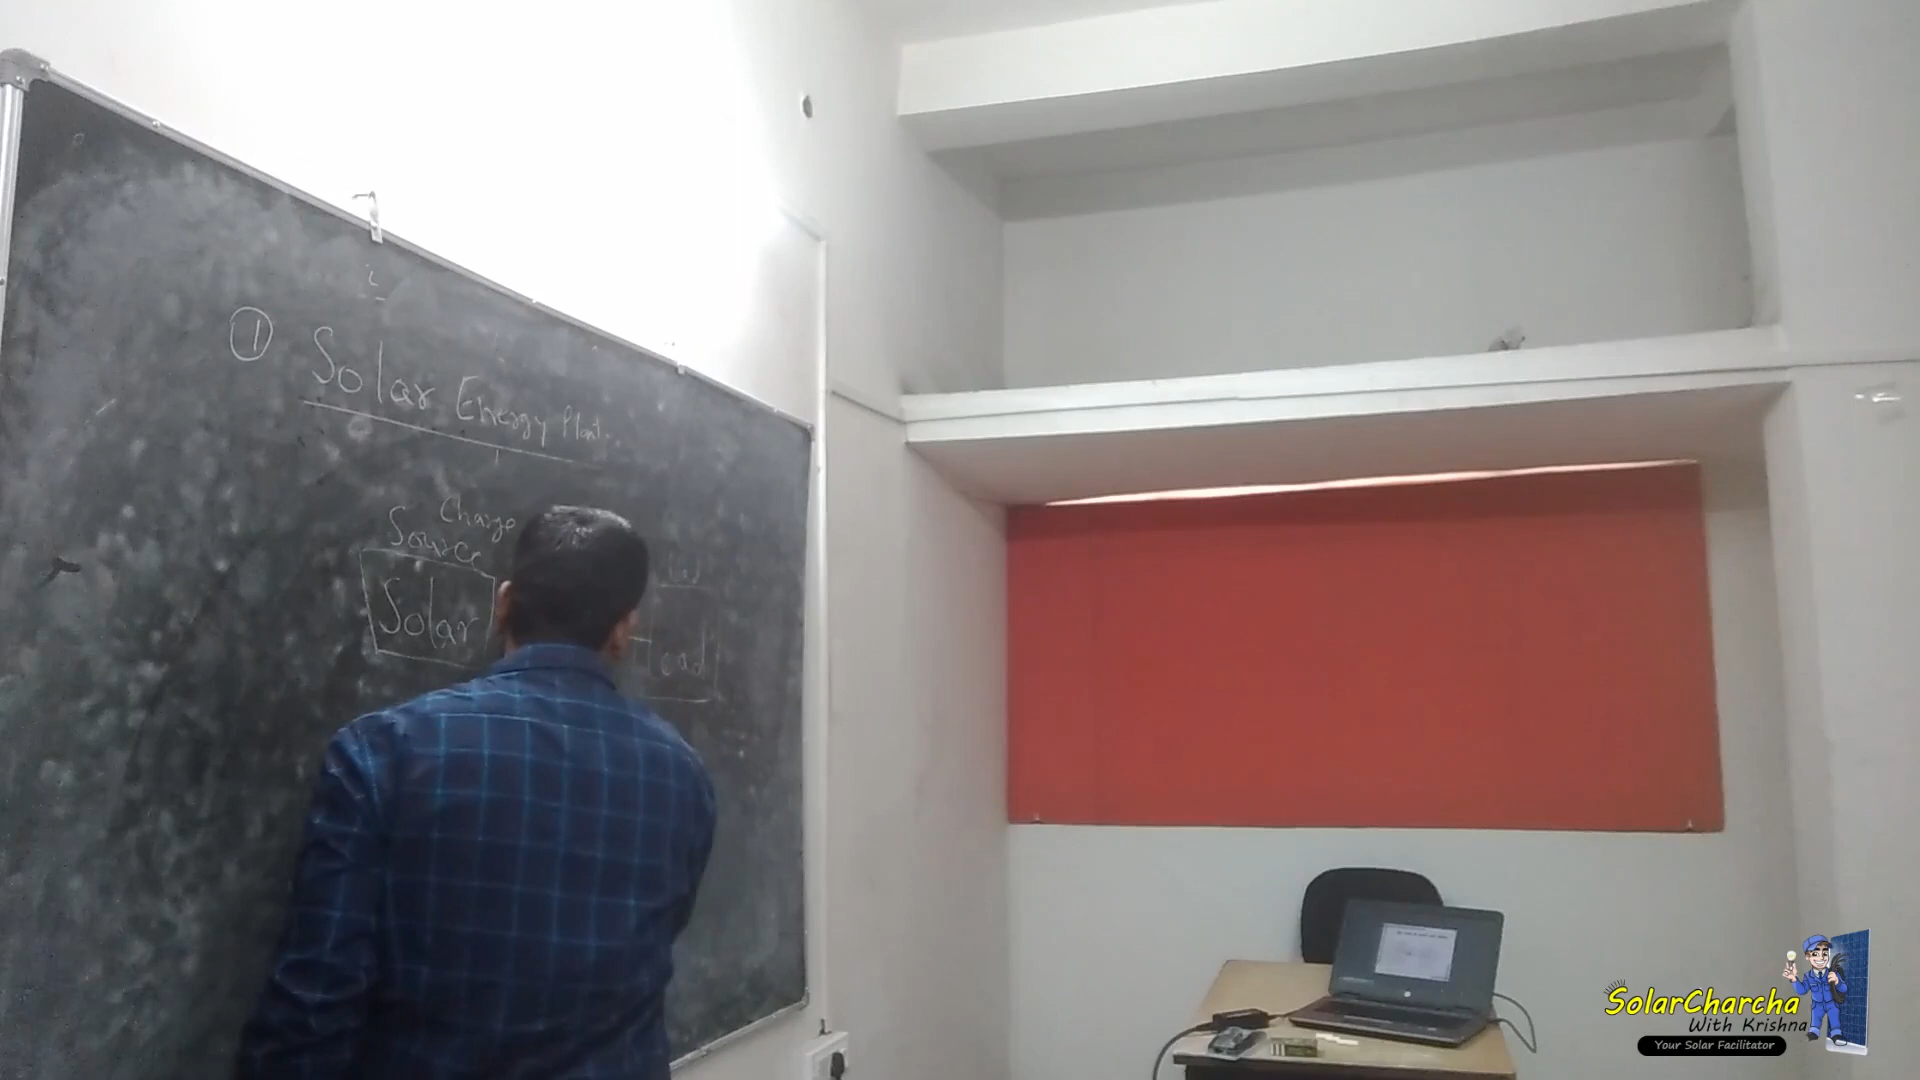 ① Solar Energy Plant..
Charge
Source
Solar
Load
SolarCharcha
With Krishna
Your Solar Facilitator